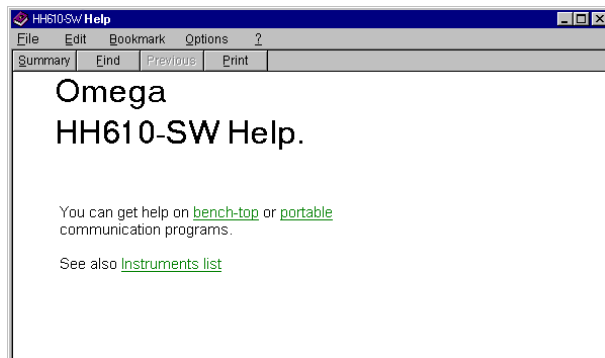 HH610-SW Help
File Edit Bookmark Options ?
Summary Find Previous Print
Omega
HH610-SW Help.
You can get help on bench-top or portable
communication programs.
See also Instruments list